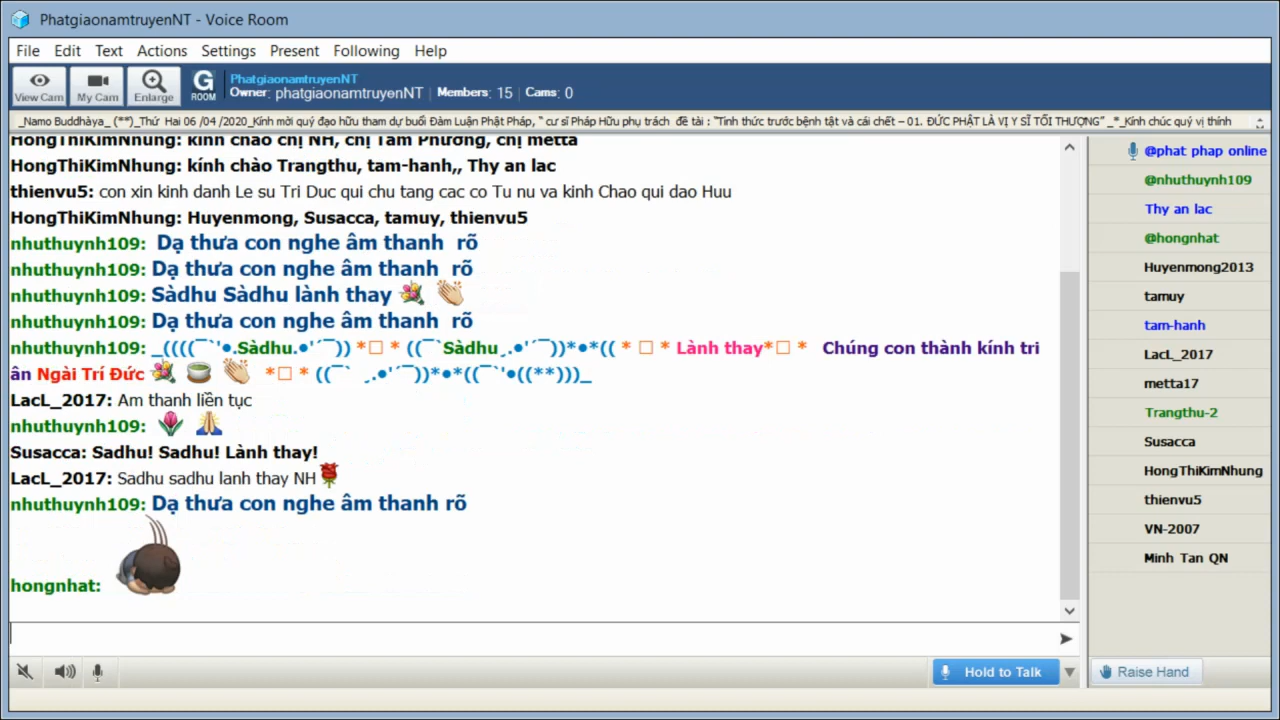 PhatgiaonamtruyenNT - Voice Room
File Edit Text Actions Settings Present Following Help
View Cam My Cam Enlarge G ROOM
PhatgiaonamtruyenNT
Owner: phatgiaonamtruyenNT | Members: 15 | Cams: 0
_Namo Buddhàya_ (**)_Thứ Hai 06 /04 /2020_Kính mời quý đạo hữu tham dự buổi Đàm Luận Phật Pháp, “ cư sĩ Pháp Hữu phụ trách đề tài : “Tỉnh thức trước bệnh tật và cái chết – 01. ĐỨC PHẬT LÀ VỊ Y SĨ TỐI THƯỢNG” _*_Kính chúc quý vị thính
HongThiKimNhung: kính chào chị NH, chị Tâm Phương, chị metta
HongThiKimNhung: kính chào Trangthu, tam-hanh,, Thy an lac
thienvu5: con xin kinh danh Le su Tri Duc qui chu tang cac co Tu nu va kinh Chao qui dao Huu
HongThiKimNhung: Huyenmong, Susacca, tamuy, thienvu5
nhuthuynh109: Dạ thưa con nghe âm thanh rõ
nhuthuynh109: Dạ thưa con nghe âm thanh rõ
nhuthuynh109: Sàdhu Sàdhu lành thay
nhuthuynh109: Dạ thưa con nghe âm thanh rõ
nhuthuynh109: _((((¯`'•.Sàdhu.•'´¯)) *□ * ((¯`Sàdhu¸.•'´¯))*•*(( * □ * Lành thay*□ * Chúng con thành kính tri
ân Ngài Trí Đức *□ * ((¯` ¸.•'´¯))*•*((¯`'•((**)))_
LacL_2017: Am thanh liền tục
nhuthuynh109:
Susacca: Sadhu! Sadhu! Lành thay!
LacL_2017: Sadhu sadhu lanh thay NH
nhuthuynh109: Dạ thưa con nghe âm thanh rõ
hongnhat:
@phat phap online
@nhuthuynh109
Thy an lac
@hongnhat
Huyenmong2013
tamuy
tam-hanh
LacL_2017
metta17
Trangthu-2
Susacca
HongThiKimNhung
thienvu5
VN-2007
Minh Tan QN
Hold to Talk
Raise Hand